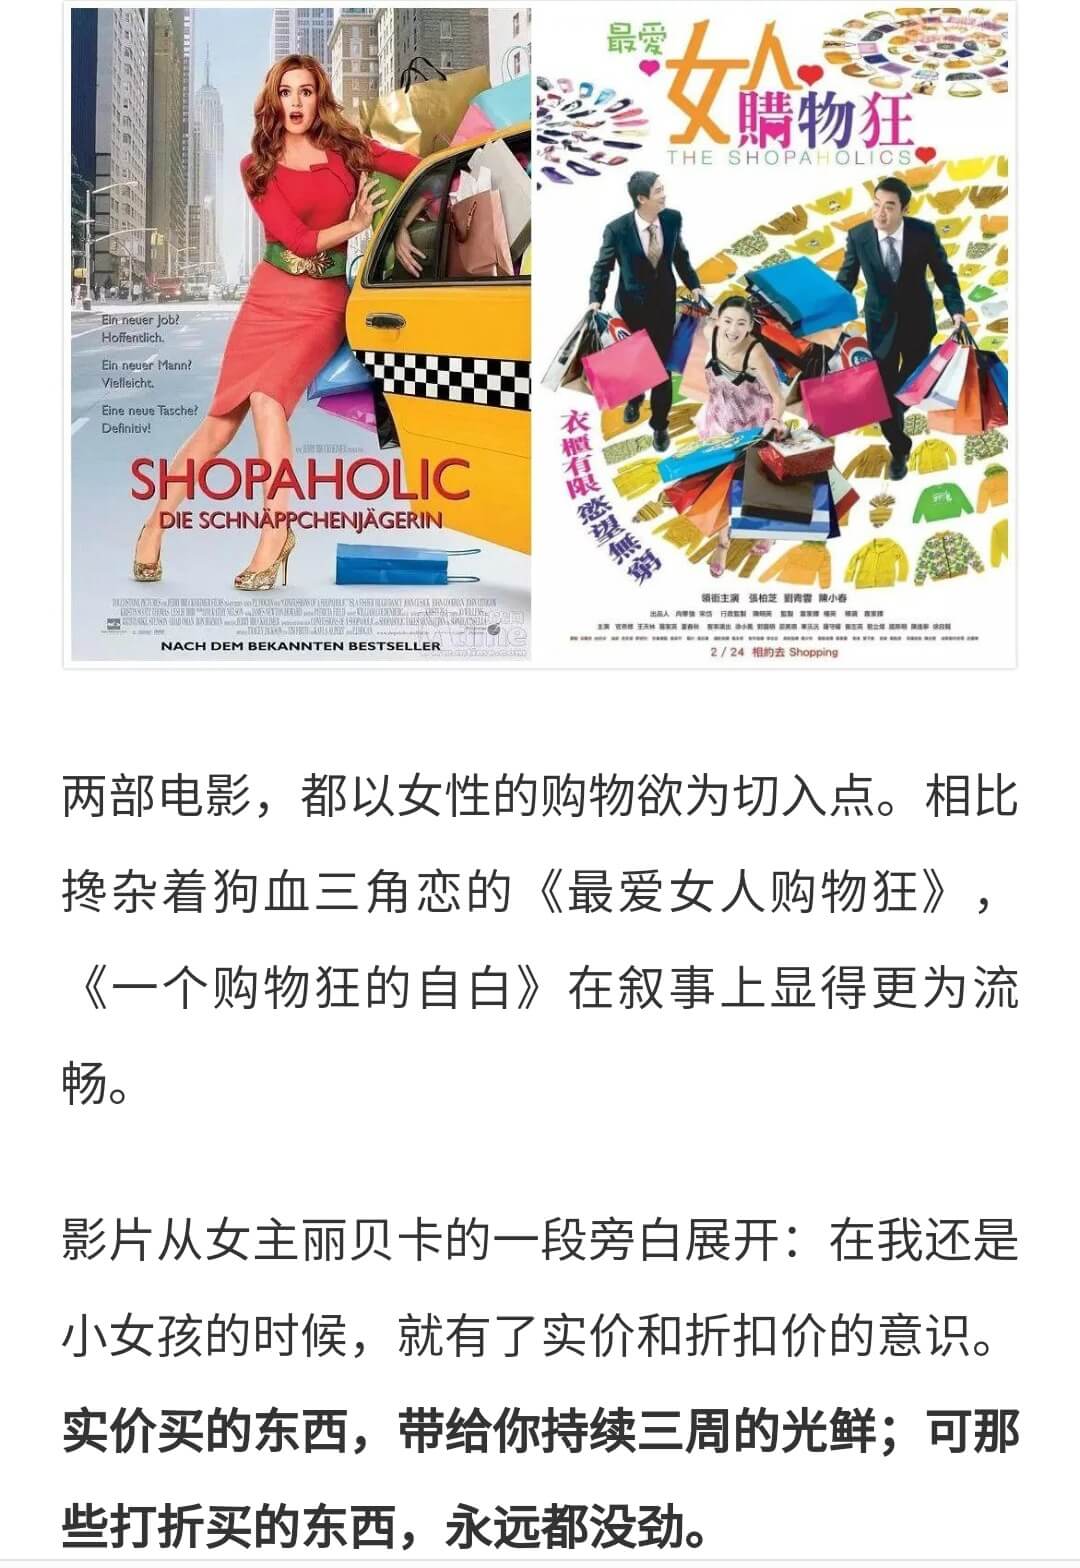 Ein neuer Job?
Hoffentlich.
Ein neuer Mann?
Vielleicht.
Eine neue Tasche?
Definitiv!
SHOPAHOLIC
DIE SCHNÄPPCHENJÄGERIN
NACH DEM BEKANNTEN BESTSELLER
最愛
女人
購物狂
THE SHOPAHOLICS
衣櫃有限
慾望無窮
領銜主演 張柏芝 劉青雲 陳小春
2 / 24 相約去 Shopping
两部电影，都以女性的购物欲为切入点。相比
搀杂着狗血三角恋的《最爱女人购物狂》，
《一个购物狂的自白》在叙事上显得更为流
畅。
影片从女主丽贝卡的一段旁白展开：在我还是
小女孩的时候，就有了实价和折扣价的意识。
实价买的东西，带给你持续三周的光鲜；可那
些打折买的东西，永远都没劲。